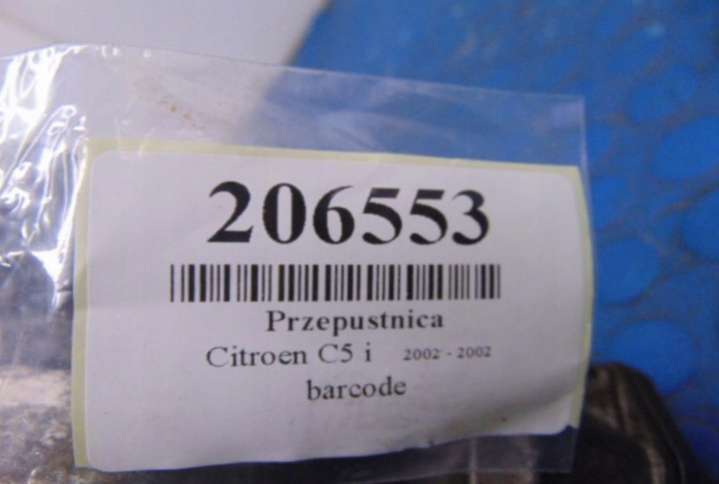 206553
Przepustnica
Citroen C5 i 2002 - 2002
barcode